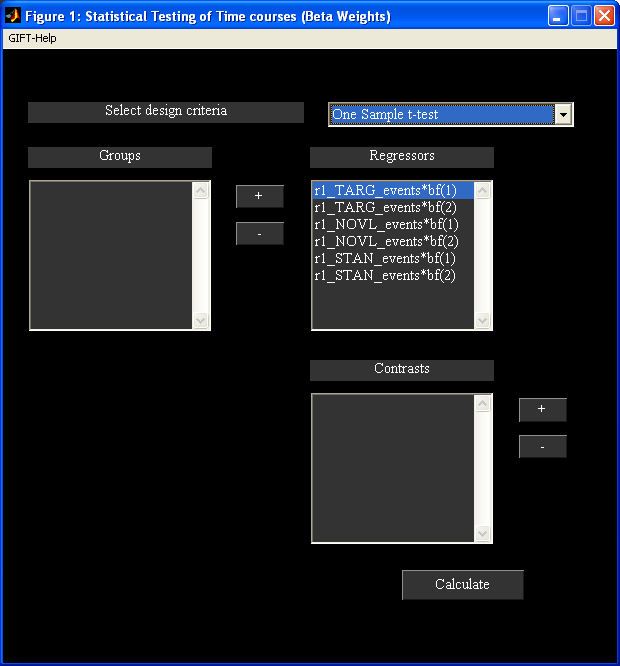 Figure 1: Statistical Testing of Time courses (Beta Weights)
GIFT-Help
Select design criteria
One Sample t-test
Groups
Regressors
+
-
r1_TARG_events*bf(1)
r1_TARG_events*bf(2)
r1_NOVL_events*bf(1)
r1_NOVL_events*bf(2)
r1_STAN_events*bf(1)
r1_STAN_events*bf(2)
Contrasts
+
-
Calculate